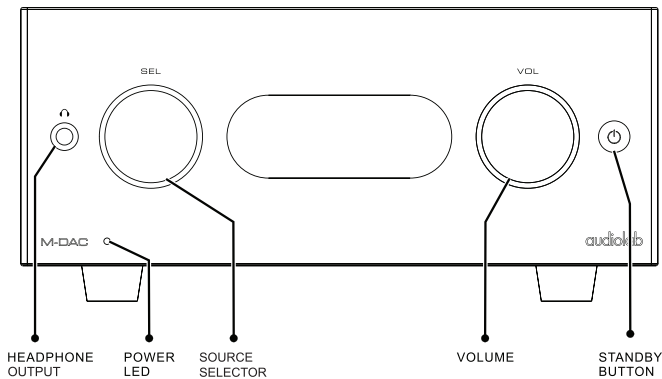 SEL
VOL
M-DAC
audiolab
HEADPHONE
OUTPUT
POWER
LED
SOURCE
SELECTOR
VOLUME
STANDBY
BUTTON